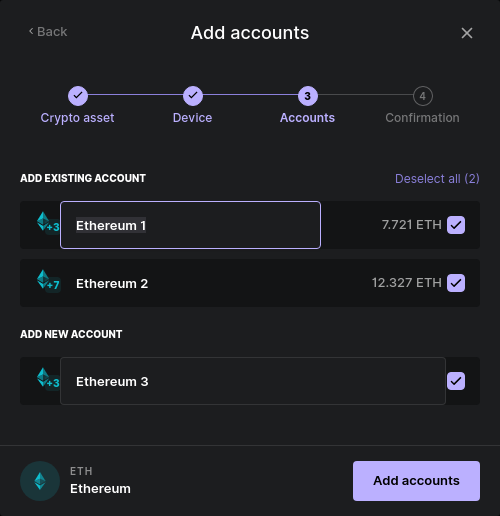 Back
Add accounts
3
4
Crypto asset
Device
Accounts
Confirmation
ADD EXISTING ACCOUNT
Deselect all (2)
+3
Ethereum 1
7.721 ETH
+7
Ethereum 2
12.327 ETH
ADD NEW ACCOUNT
+3
Ethereum 3
ETH
Ethereum
Add accounts